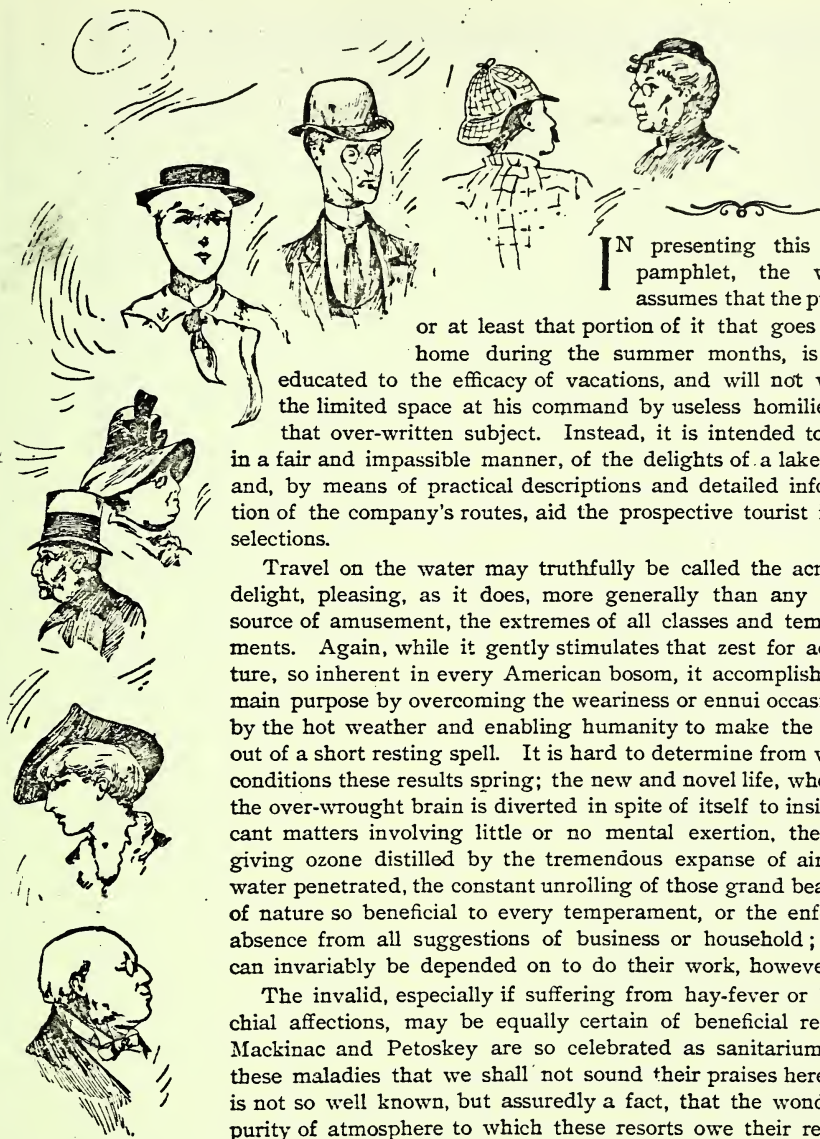 IN presenting this
pamphlet, the
assumes that the
or at least that portion of it that goes
home during the summer months, is
educated to the efficacy of vacations, and will not
the limited space at his command by useless
that over-written subject. Instead, it is intended to
in a fair and impassible manner, of the delights of a lake
and, by means of practical descriptions and detailed info
tion of the company's routes, aid the prospective tourist
selections.
Travel on the water may truthfully be called the
delight, pleasing, as it does, more generally than any
source of amusement, the extremes of all classes and tem
ments. Again, while it gently stimulates that zest for
ture, so inherent in every American bosom, it accomplish
main purpose by overcoming the weariness or ennui occas
by the hot weather and enabling humanity to make the
out of a short resting spell. It is hard to determine from
conditions these results spring; the new and novel life,
the over-wrought brain is diverted in spite of itself to insi
cant matters involving little or no mental exertion, the
giving ozone distilled by the tremendous expanse of air
water penetrated, the constant unrolling of those grand bea
of nature so beneficial to every temperament, or the enf
absence from all suggestions of business or household;
can invariably be depended on to do their work, howeve
The invalid, especially if suffering from hay-fever or
chial affections, may be equally certain of beneficial re
Mackinac and Petoskey are so celebrated as sanitarium
these maladies that we shall not sound their praises here
is not so well known, but assuredly a fact, that the wond
purity of atmosphere to which these resorts owe their re